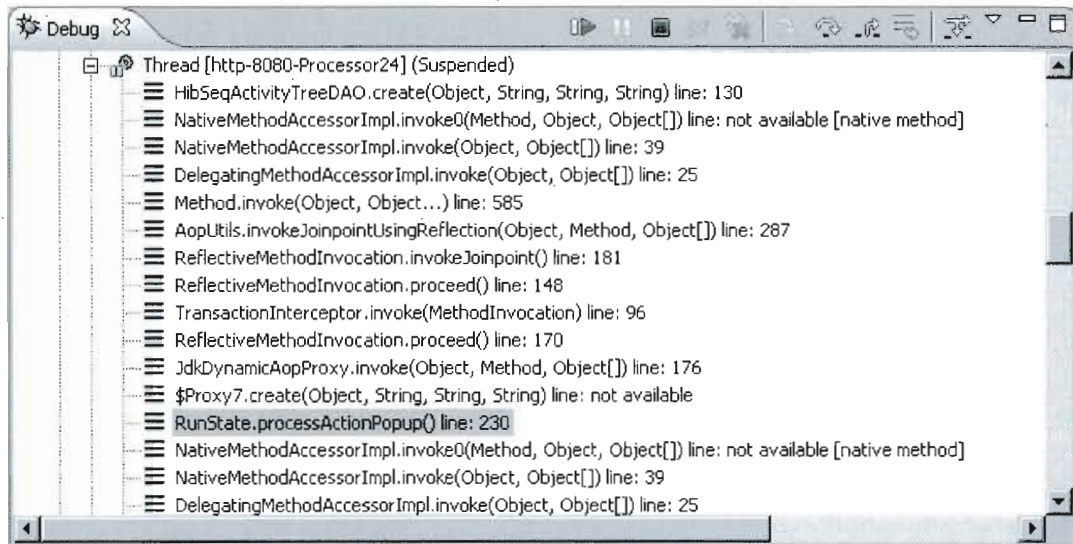 Debug
Thread [http-8080-Processor24] (Suspended)
HibSeqActivityTreeDAO.create(Object, String, String, String) line: 130
NativeMethodAccessorImpl.invoke0(Method, Object, Object[]) line: not available [native method]
NativeMethodAccessorImpl.invoke(Object, Object[]) line: 39
DelegatingMethodAccessorImpl.invoke(Object, Object[]) line: 25
Method.invoke(Object, Object...) line: 585
AopUtils.invokeJoinpointUsingReflection(Object, Method, Object[]) line: 287
ReflectiveMethodInvocation.invokeJoinpoint() line: 181
ReflectiveMethodInvocation.proceed() line: 148
TransactionInterceptor.invoke(MethodInvocation) line: 96
ReflectiveMethodInvocation.proceed() line: 170
JdkDynamicAopProxy.invoke(Object, Method, Object[]) line: 176
$Proxy7.create(Object, String, String, String) line: not available
RunState.processActionPopup() line: 230
NativeMethodAccessorImpl.invoke0(Method, Object, Object[]) line: not available [native method]
NativeMethodAccessorImpl.invoke(Object, Object[]) line: 39
DelegatingMethodAccessorImpl.invoke(Object, Object[]) line: 25